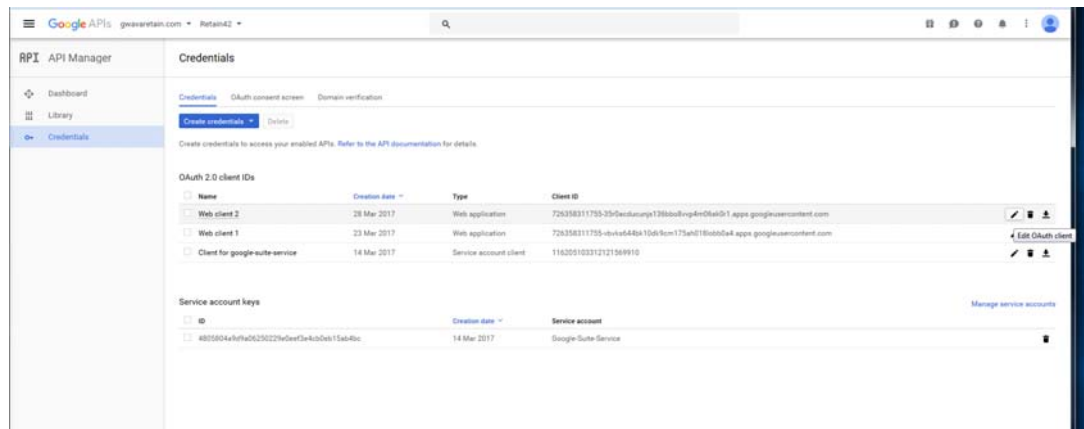 Google APIs gwavaretain.com Retain42
API API Manager
Credentials
Dashboard
Library
Credentials
Credentials OAuth consent screen Domain verification
Create credentials Delete
Create credentials to access your enabled APIs. Refer to the API documentation for details.
OAuth 2.0 client IDs
Name Creation date Type Client ID
Web client 2 28 Mar 2017 Web application
Web client 1 23 Mar 2017 Web application
Edit OAuth client
Client for google-suite-service 14 Mar 2017 Service account client 116205103312121569910
Service account keys Manage service accounts
ID Creation date Service account
14 Mar 2017 Google-Suite-Service